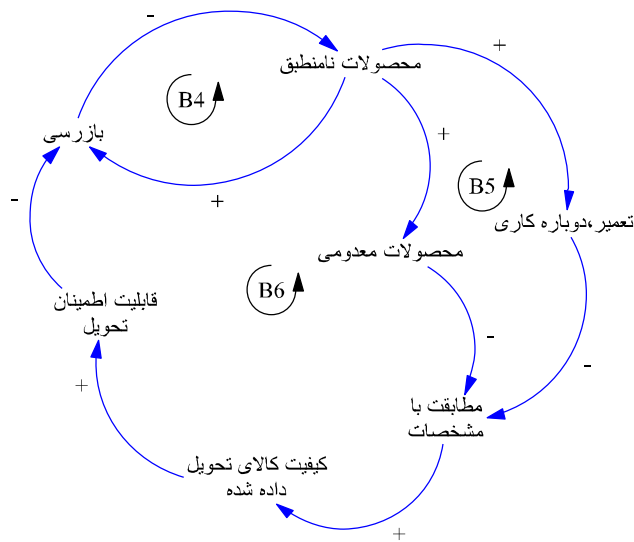 -
+
محصولات نامنطبق
B4
بازرسی
+
+
B5
-
+
تعمیر،دوباره کاری
محصولات معدومی
B6
قابلیت اطمینان
تحویل
-
-
+
مطابقت با
مشخصات
کیفیت کالای تحویل
داده شده
+